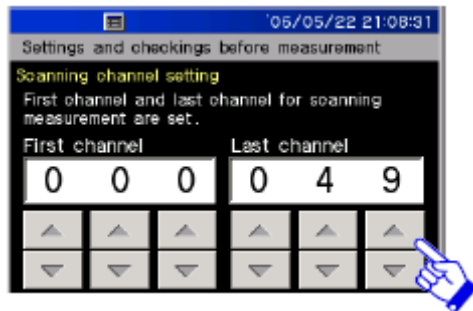 '06/05/22 21:08:31
Settings and checkings before measurement
Scanning channel setting
First channel and last channel for scanning
measurement are set.
First channel Last channel
0 0 0 0 4 9